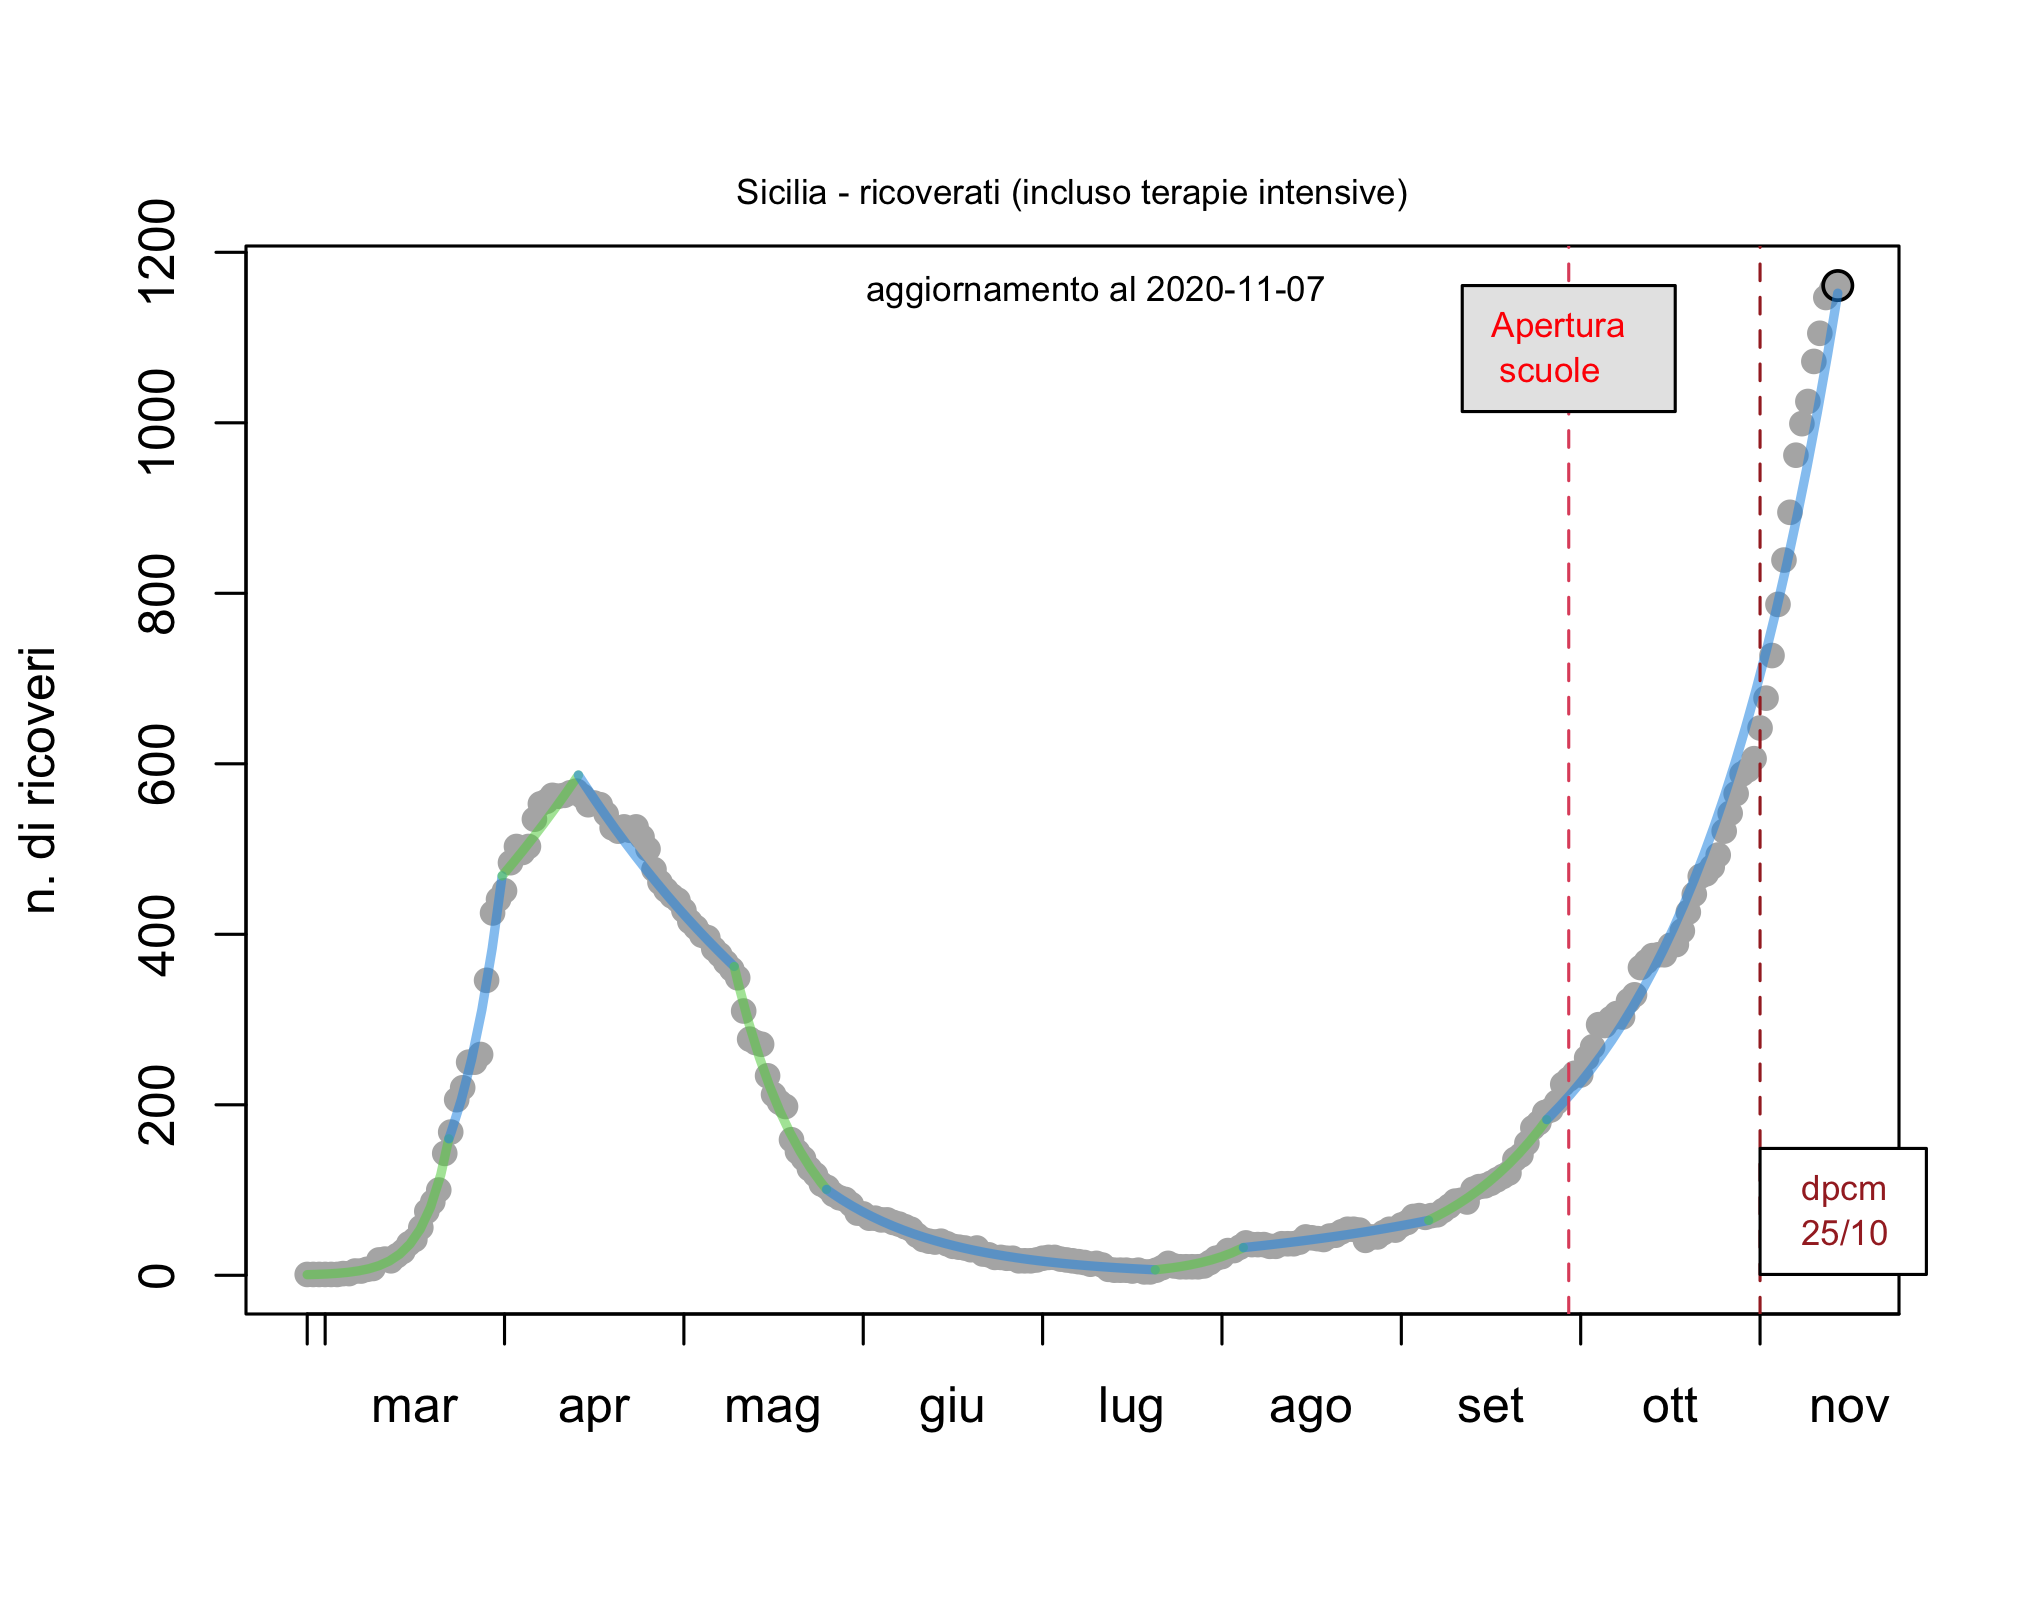 Sicilia - ricoverati (incluso terapie intensive)
aggiornamento al 2020-11-07
Apertura
scuole
dpcm
25/10
n. di ricoveri
1200
1000
800
600
400
200
0
mar apr mag giu lug ago set ott nov